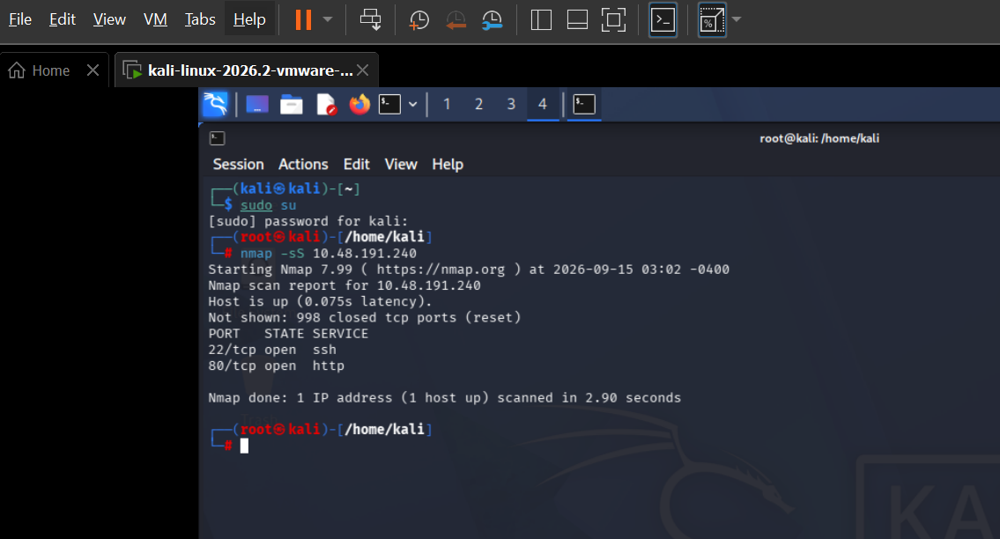 File Edit View VM Tabs Help
Home
kali-linux-2026.2-vmware-...
1 2 3 4
root@kali: /home/kali
Session Actions Edit View Help
┌──(kali㉿kali)-[~]
└─$ sudo su
[sudo] password for kali:
┌──(root㉿kali)-[/home/kali]
└─# nmap -sS 10.48.191.240
Starting Nmap 7.99 ( https://nmap.org ) at 2026-09-15 03:02 -0400
Nmap scan report for 10.48.191.240
Host is up (0.075s latency).
Not shown: 998 closed tcp ports (reset)
PORT   STATE SERVICE
22/tcp open  ssh
80/tcp open  http
Nmap done: 1 IP address (1 host up) scanned in 2.90 seconds
┌──(root㉿kali)-[/home/kali]
└─#
KA